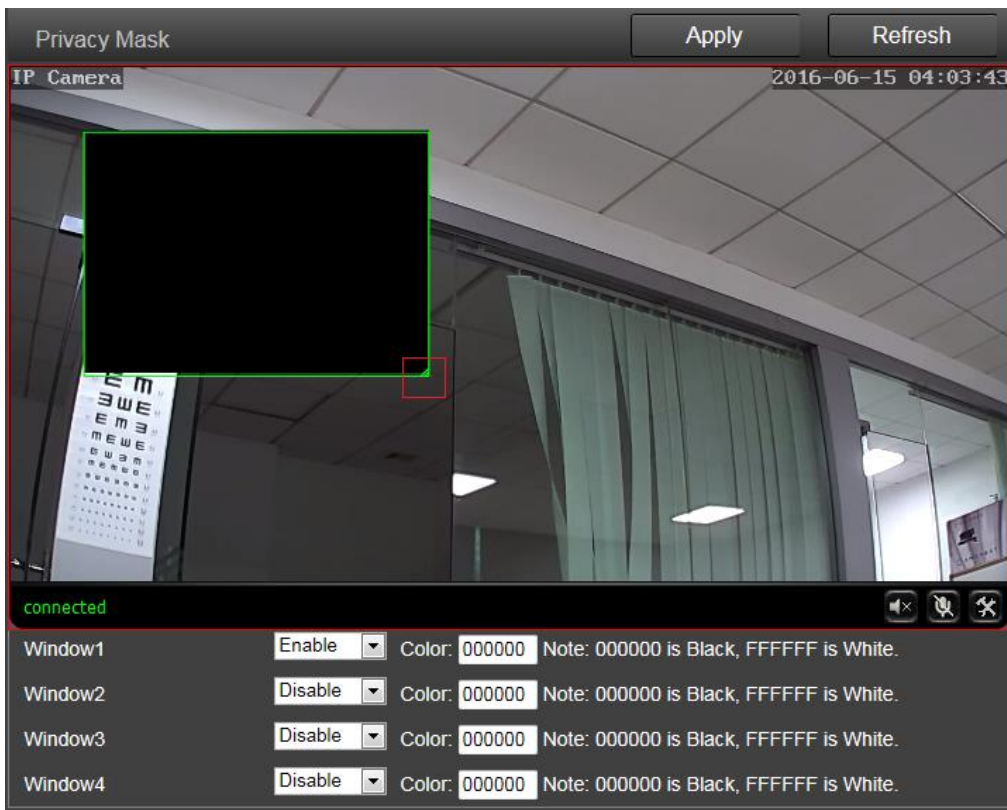 Privacy Mask Apply Refresh
IP Camera 2016-06-15 04:03:43
E m
Ǝ Ш E
E m Ǝ
m E Ш E
connected
Window1 Enable Color: 000000 Note: 000000 is Black, FFFFFF is White.
Window2 Disable Color: 000000 Note: 000000 is Black, FFFFFF is White.
Window3 Disable Color: 000000 Note: 000000 is Black, FFFFFF is White.
Window4 Disable Color: 000000 Note: 000000 is Black, FFFFFF is White.